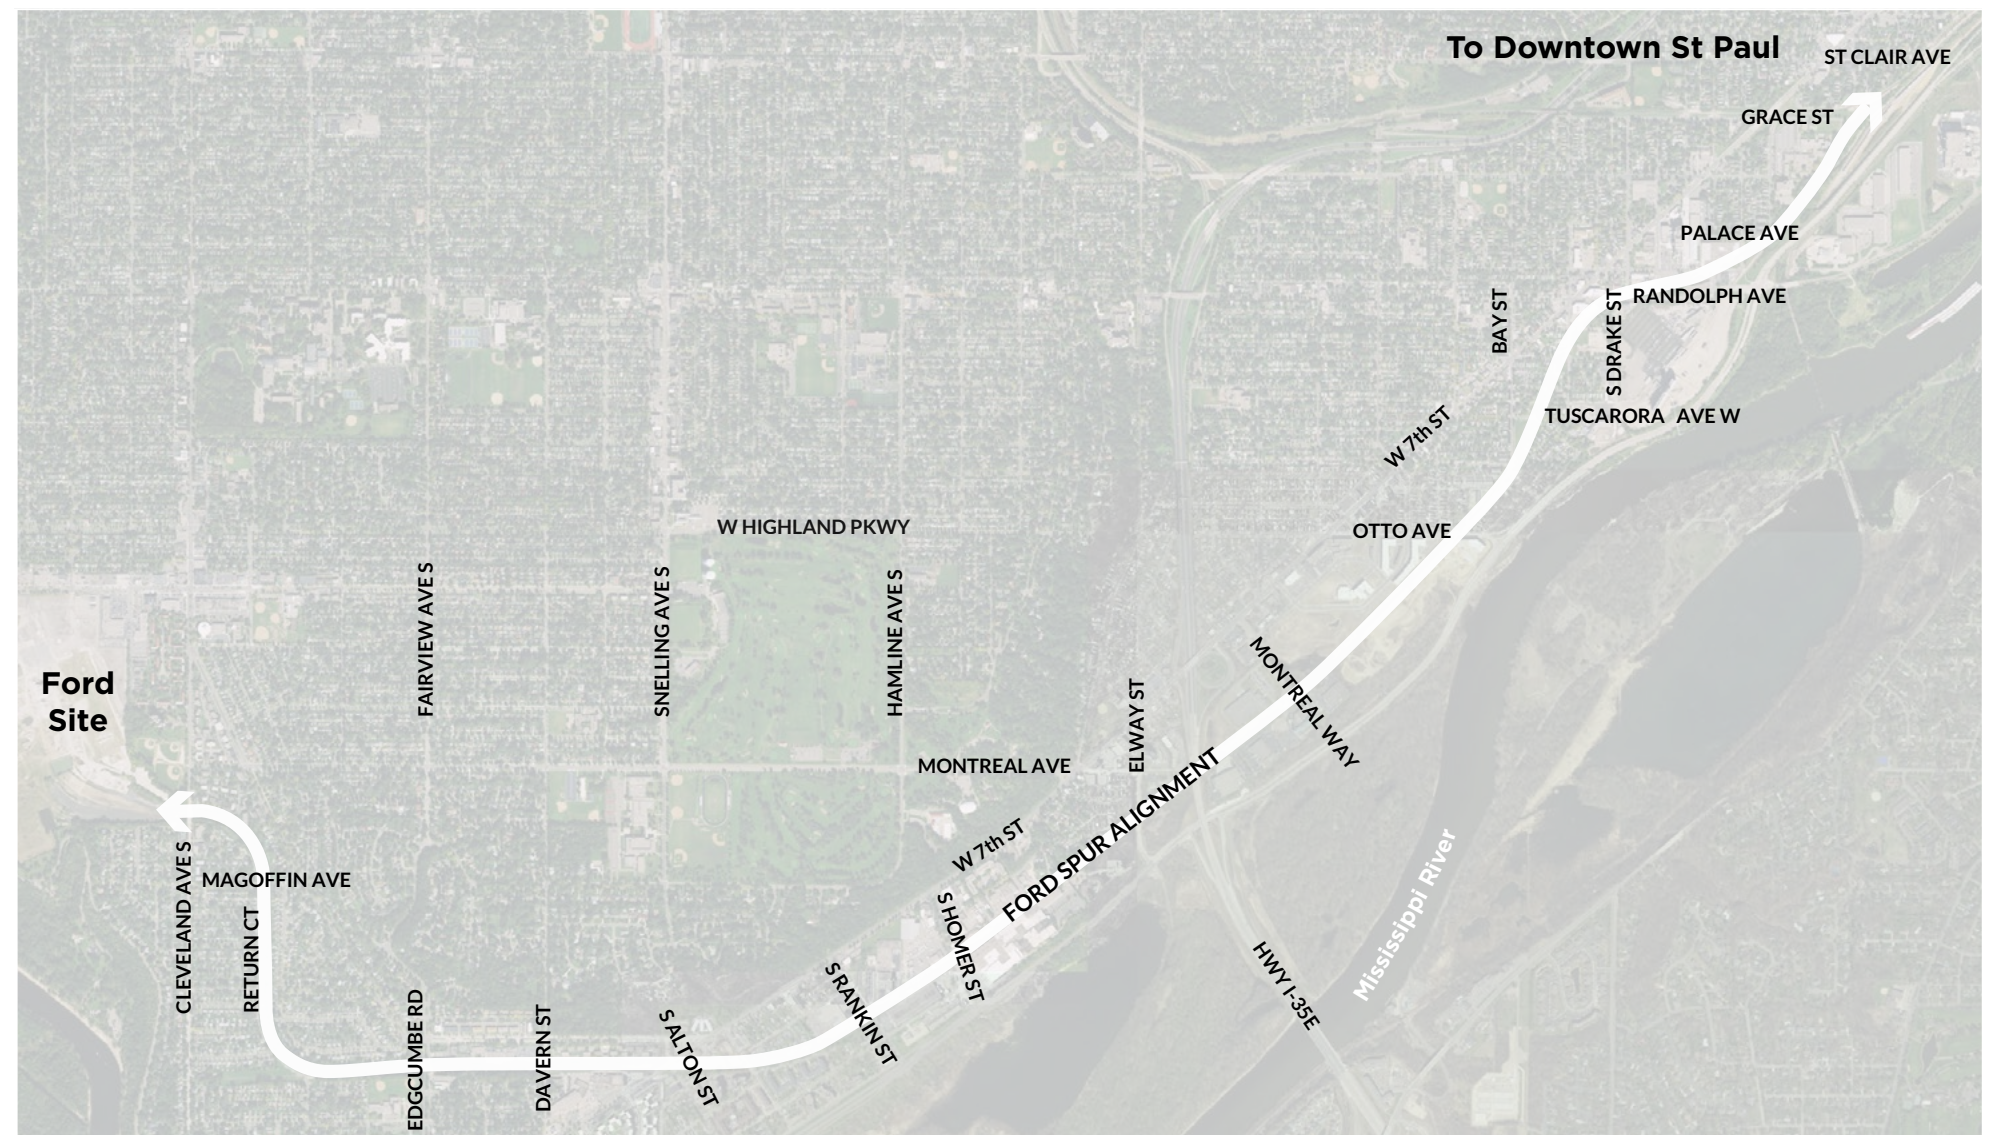 To Downtown St Paul
ST CLAIR AVE
GRACE ST
PALACE AVE
RANDOLPH AVE
BAY ST
S DRAKE ST
TUSCARORA AVE W
W 7th ST
W HIGHLAND PKWY
OTTO AVE
FAIRVIEW AVE S
SNELLING AVE S
HAMLINE AVE S
MONTREAL WAY
Ford
Site
ELWAY ST
MONTREAL AVE
FORD SPUR ALIGNMENT
W 7th ST
Mississippi River
CLEVELAND AVE S
MAGOFFIN AVE
RETURN CT
S HOMER ST
HWY I-35E
S RANKIN ST
EDGCUMBE RD
DAVERN ST
S ALTON ST